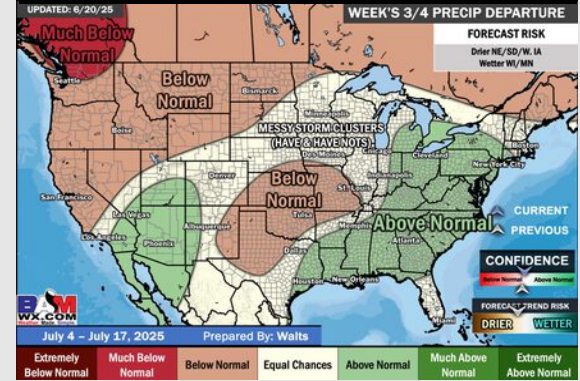 UPDATED: 6/20/25
WEEK'S 3/4 PRECIP DEPARTURE
FORECAST RISK
Drier NE/SD/W. IA
Wetter WI/MN
Much Below
Normal
Seattle
Below
Normal
Bismarck
Boise
Minneapolis
MESSY STORM CLUSTERS
(HAVE & HAVE NOTS)
Des Moines
Chicago
Cleveland
Boston
New York City
Indianapolis
Denver
Below
Normal
St. Louis
San Francisco
Las Vegas
Tulsa
Above Normal
CURRENT
PREVIOUS
Los Angeles
Phoenix
Albuquerque
Memphis
Atlanta
Dallas
Houston
New Orleans
Miami
CONFIDENCE
Below Normal
Above Normal
FORECAST TREND RISK
DRIER
WETTER
BAM
WX.COM
Weather Made Simple
July 4 – July 17, 2025
Prepared By: Walts
Extremely
Below Normal
Much Below
Normal
Below Normal
Equal Chances
Above Normal
Much Above
Normal
Extremely
Above Normal